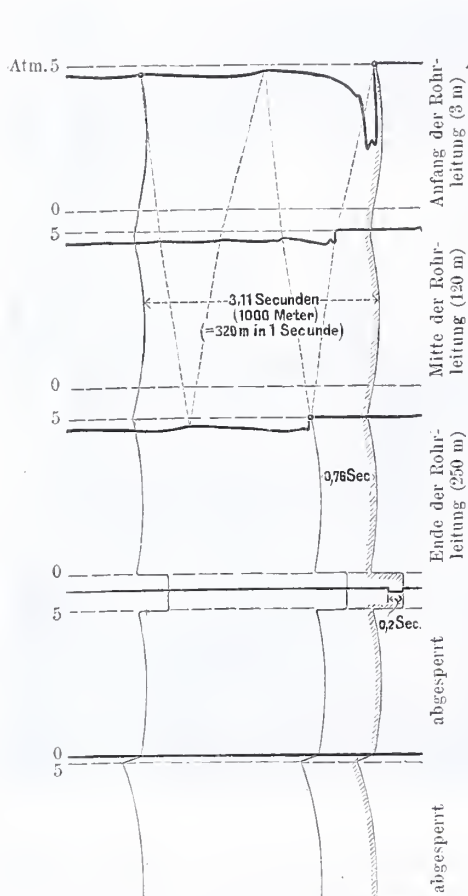 Atm. 5
0
5
0
5
0
5
0
5
3,11 Secunden
(1000 Meter)
(=320m in 1 Secunde)
0,76Sec
0,2Sec.
Anfang der Rohr-
leitung (3 m)
Mitte der Rohr-
leitung (120 m)
Ende der Rohr-
leitung (250 m)
abgesperrt
abgesperrt